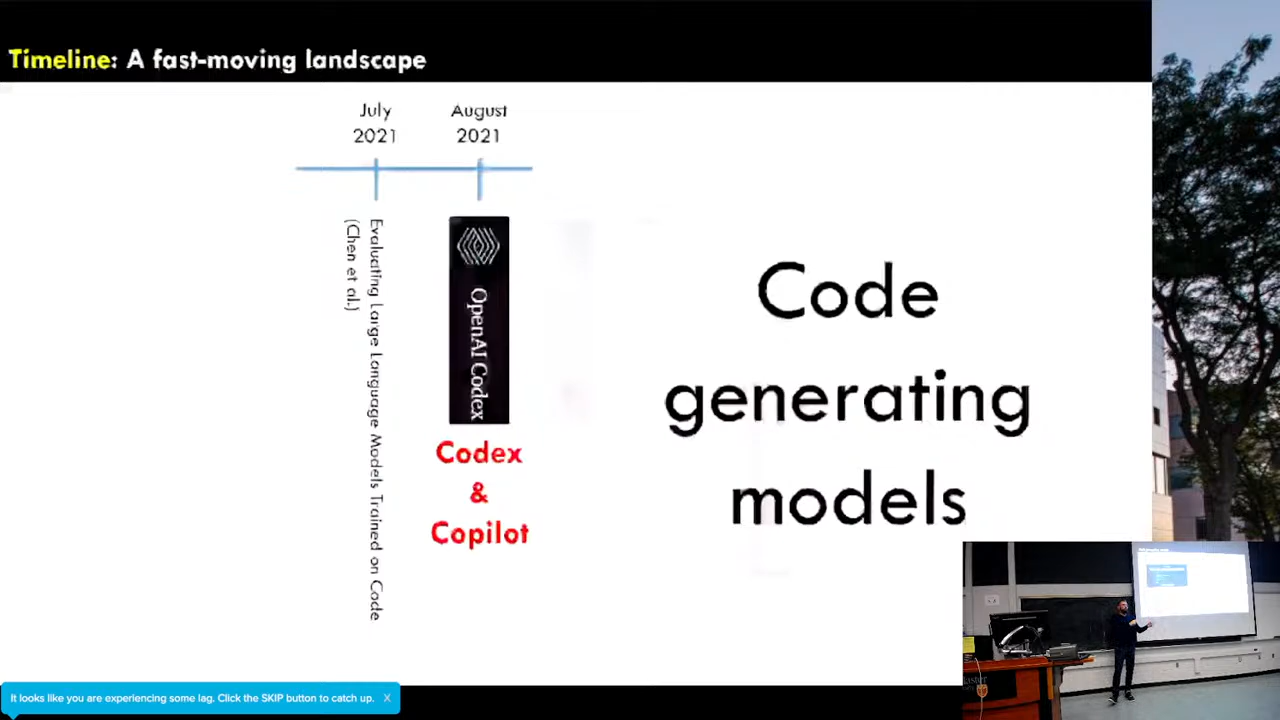 Timeline: A fast-moving landscape
July
2021
August
2021
Evaluating Large Language Models Trained on Code
(Chen et al.)
OpenAI Codex
Codex
&
Copilot
Code
generating
models
It looks like you are experiencing some lag. Click the SKIP button to catch up. X